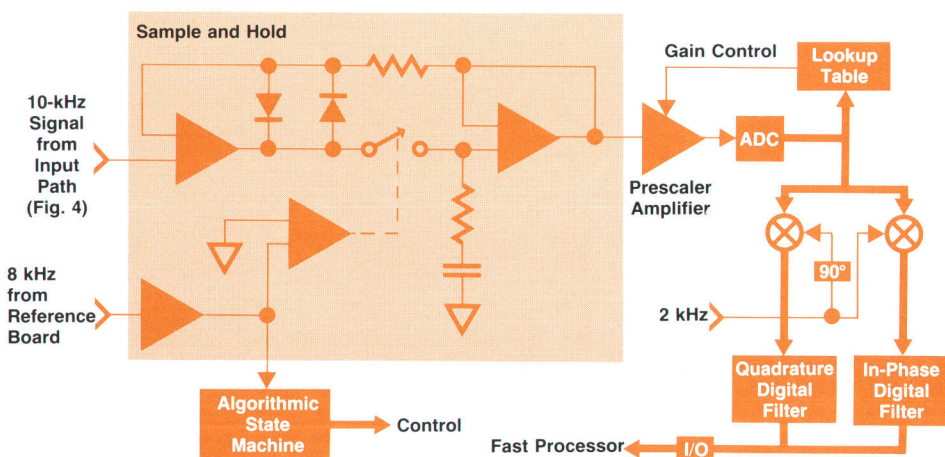 Sample and Hold
10-kHz
Signal
from
Input
Path
(Fig. 4)
8 kHz
from
Reference
Board
Algorithmic
State
Machine
Control
Gain Control
Lookup
Table
ADC
Prescaler
Amplifier
90°
2 kHz
Quadrature
Digital
Filter
In-Phase
Digital
Filter
Fast Processor
I/O